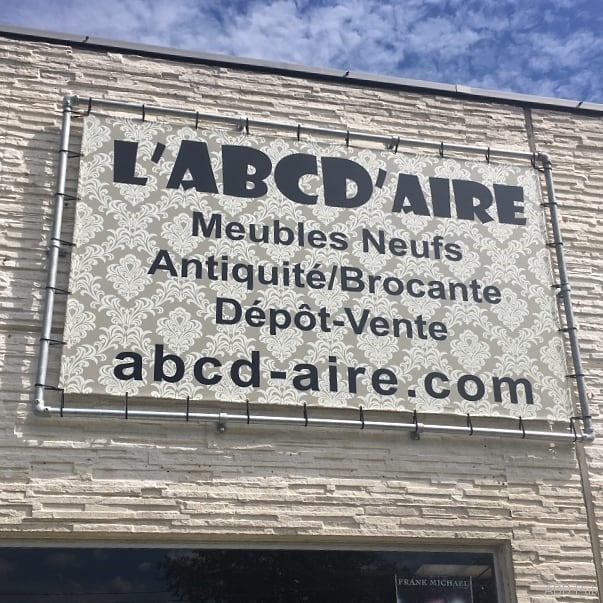 L'ABCD'AIRE
Meubles Neufs
Antiquité/Brocante
Dépôt-Vente
abcd-aire.com
FRANK MICHAEL